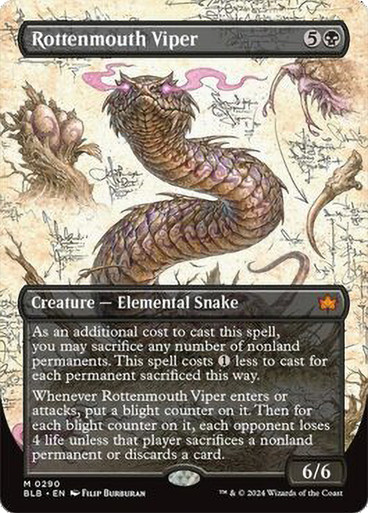 Rottenmouth Viper
5
Creature — Elemental Snake
As an additional cost to cast this spell,
you may sacrifice any number of nonland
permanents. This spell costs 1 less to cast for
each permanent sacrificed this way.
Whenever Rottenmouth Viper enters or
attacks, put a blight counter on it. Then for
each blight counter on it, each opponent loses
4 life unless that player sacrifices a nonland
permanent or discards a card.
6/6
M 0290
BLB • EN Filip Burburan
™ & © 2024 Wizards of the Coast